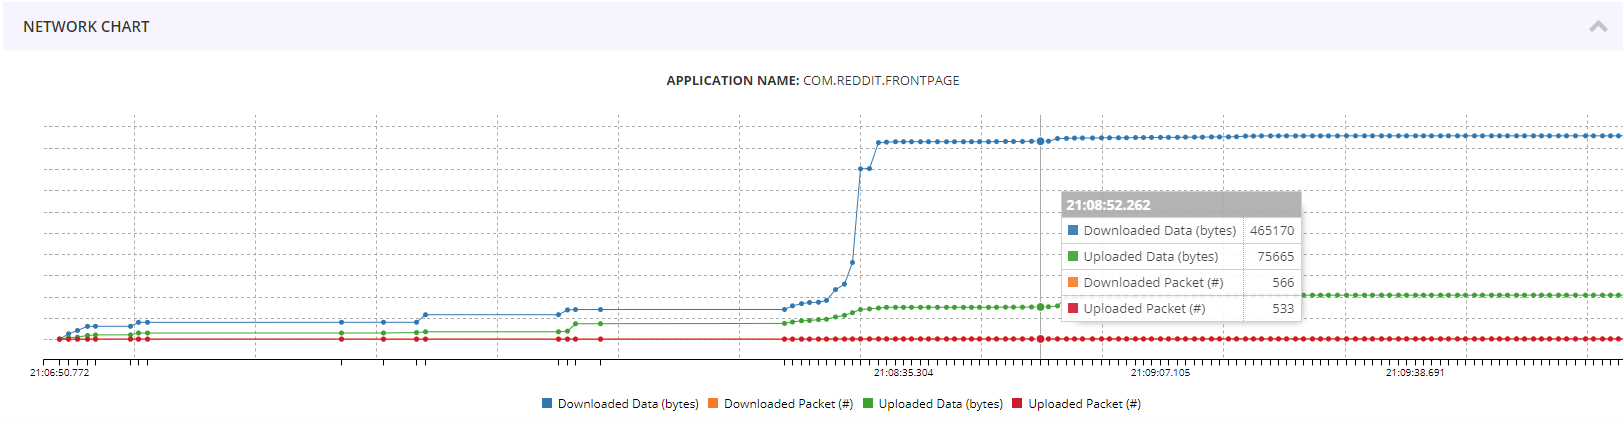 NETWORK CHART
APPLICATION NAME: COM.REDDIT.FRONTPAGE
21:08:52.262
Downloaded Data (bytes) 465170
Uploaded Data (bytes) 75665
Downloaded Packet (#) 566
Uploaded Packet (#) 533
21:06:50.772 21:08:35.304 21:09:07.105 21:09:38.691
Downloaded Data (bytes) Downloaded Packet (#) Uploaded Data (bytes) Uploaded Packet (#)